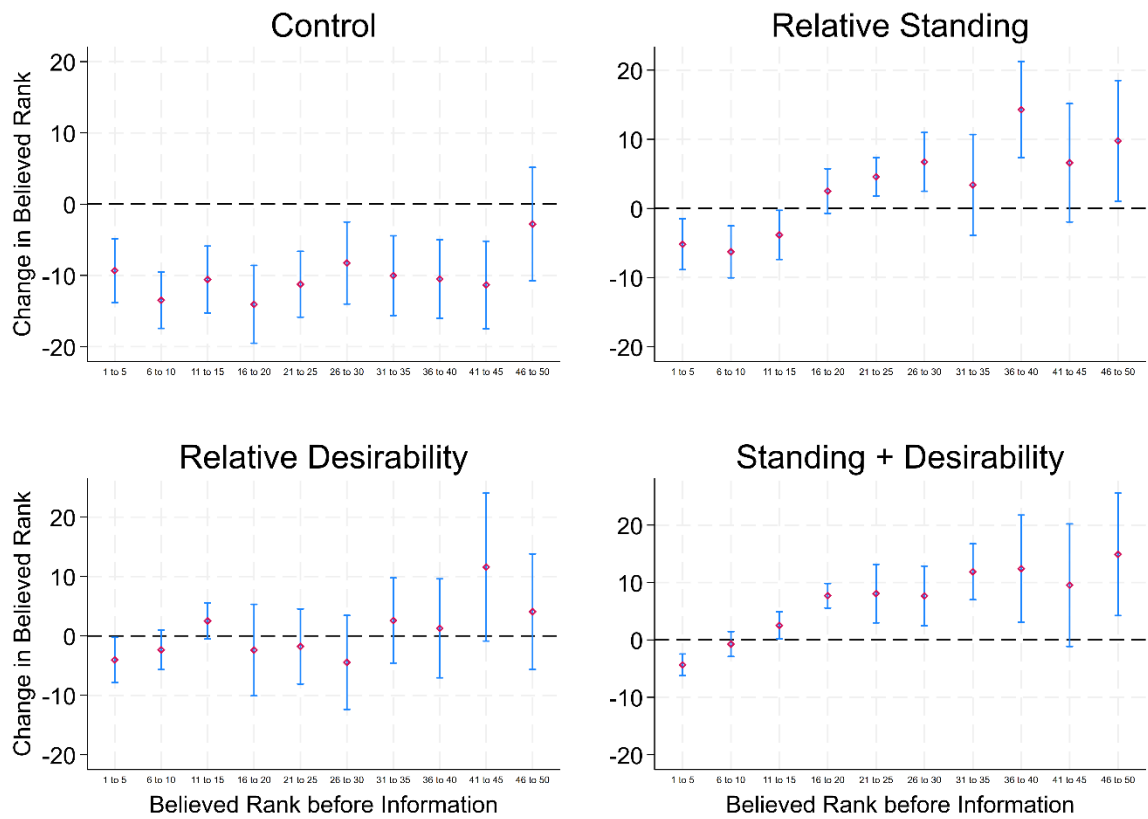 Control
Change in Believed Rank
20
10
0
-10
-20
1 to 5 6 to 10 11 to 15 16 to 20 21 to 25 26 to 30 31 to 35 36 to 40 41 to 45 46 to 50
Relative Standing
20
10
0
-10
-20
1 to 5 6 to 10 11 to 15 16 to 20 21 to 25 26 to 30 31 to 35 36 to 40 41 to 45 46 to 50
Relative Desirability
Change in Believed Rank
20
10
0
-10
-20
1 to 5 6 to 10 11 to 15 16 to 20 21 to 25 26 to 30 31 to 35 36 to 40 41 to 45 46 to 50
Believed Rank before Information
Standing + Desirability
20
10
0
-10
-20
1 to 5 6 to 10 11 to 15 16 to 20 21 to 25 26 to 30 31 to 35 36 to 40 41 to 45 46 to 50
Believed Rank before Information